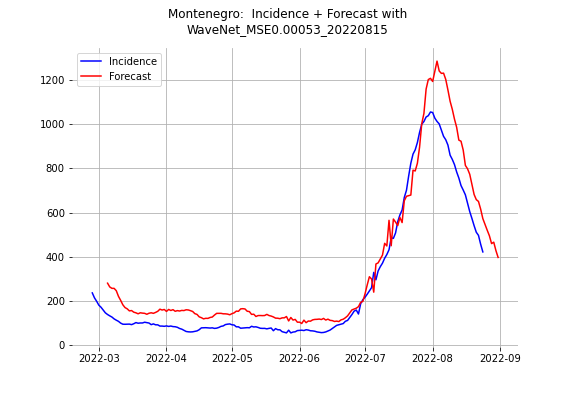 Montenegro:  Incidence + Forecast with
WaveNet_MSE0.00053_20220815
Incidence
Forecast
1200
1000
800
600
400
200
0
2022-03 2022-04 2022-05 2022-06 2022-07 2022-08 2022-09